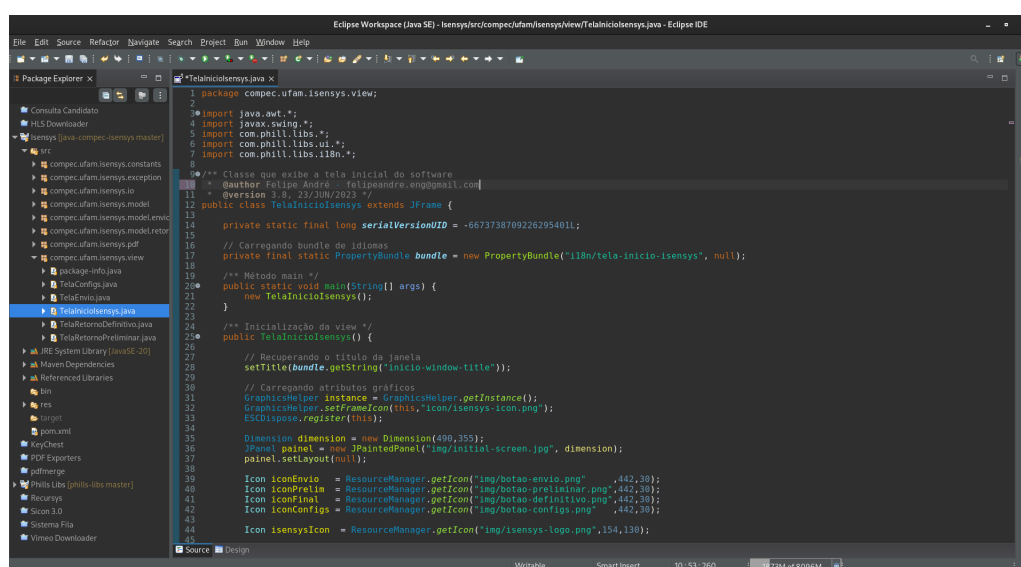 Eclipse Workspace (Java SE) - Isensys/src/compec/ufam/isensys/view/TelaInicioIsensys.java - Eclipse IDE
File Edit Source Refactor Navigate Search Project Run Window Help
Package Explorer
*TelaInicioIsensys.java
Consulta Candidato
HLS Downloader
Isensys [java-compec-isensys master]
src
compec.ufam.isensys.constants
compec.ufam.isensys.exception
compec.ufam.isensys.io
compec.ufam.isensys.model
compec.ufam.isensys.model.envic
compec.ufam.isensys.model.retor
compec.ufam.isensys.pdf
compec.ufam.isensys.view
package-info.java
TelaConfigs.java
TelaEnvio.java
TelaInicioIsensys.java
TelaRetornoDefinitivo.java
TelaRetornoPreliminar.java
JRE System Library [JavaSE-20]
Maven Dependencies
Referenced Libraries
bin
res
target
pom.xml
KeyChest
PDF Exporters
pdfmerge
Phills Libs [phills-libs master]
Recursys
Sicon 3.0
Sistema Fila
Vimeo Downloader
1 package compec.ufam.isensys.view;
2
3 import java.awt.*;
4 import javax.swing.*;
5 import com.phill.libs.*;
6 import com.phill.libs.ui.*;
7 import com.phill.libs.i18n.*;
8
9 /** Classe que exibe a tela inicial do software
10 * @author Felipe André - felipeandre.eng@gmail.com
11 * @version 3.8, 23/JUN/2023 */
12 public class TelaInicioIsensys extends JFrame {
13
14 private static final long serialVersionUID = -6673738709226295401L;
15
16 // Carregando bundle de idiomas
17 private final static PropertyBundle bundle = new PropertyBundle("i18n/tela-inicio-isensys", null);
18
19 /** Método main */
20 public static void main(String[] args) {
21 new TelaInicioIsensys();
22 }
23
24 /** Inicialização da view */
25 public TelaInicioIsensys() {
26
27 // Recuperando o título da janela
28 setTitle(bundle.getString("inicio-window-title"));
29
30 // Carregando atributos gráficos
31 GraphicsHelper instance = GraphicsHelper.getInstance();
32 GraphicsHelper.setFrameIcon(this,"icon/isensys-icon.png");
33 ESCDispose.register(this);
34
35 Dimension dimension = new Dimension(490,355);
36 JPanel painel = new JPaintedPanel("img/initial-screen.jpg", dimension);
37 painel.setLayout(null);
38
39 Icon iconEnvio = ResourceManager.getIcon("img/botao-envio.png" ,442,30);
40 Icon iconPrelim = ResourceManager.getIcon("img/botao-preliminar.png",442,30);
41 Icon iconFinal = ResourceManager.getIcon("img/botao-definitivo.png",442,30);
42 Icon iconConfigs = ResourceManager.getIcon("img/botao-configs.png" ,442,30);
43
44 Icon isensysIcon = ResourceManager.getIcon("img/isensys-logo.png",154,130);
45
Source Design
Writable Smart Insert 10 : 53 : 260 1873M of 8096M